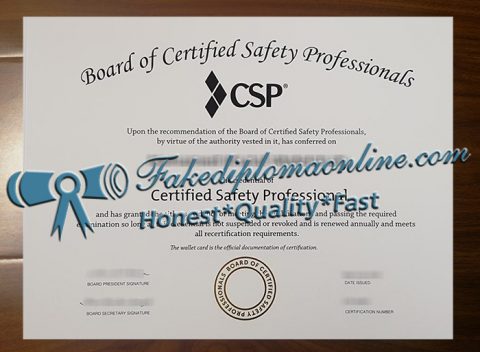 Board of Certified Safety Professionals
CSP®
Upon the recommendation of the Board of Certified Safety Professionals,
by virtue of the authority vested in it, has conferred on
Fakediplomaonline.com
credential of
Certified Safety Professional
Honest*Quality*Fast
and has granted and passing the required
so long is not suspended or revoked and is renewed annually and meets
all recertification requirements.
The wallet card is the official documentation of certification.
BOARD PRESIDENT SIGNATURE
DATE ISSUED
BOARD OF CERTIFIED SAFETY PROFESSIONALS
BOARD SECRETARY SIGNATURE
CERTIFICATION NUMBER